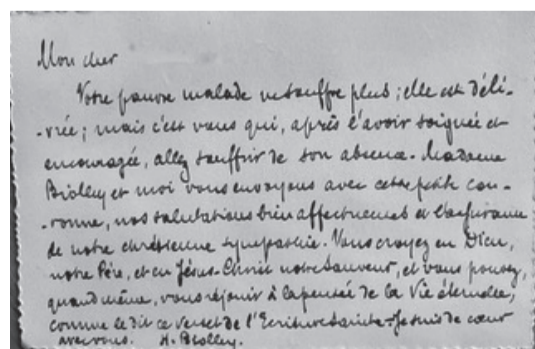 Mon cher
Votre pauvre malade ne souffre plus ; elle est déli-
-vrée ; mais c'est vous qui, après l'avoir soignée et
encouragée, allez souffrir de son absence. Madame
Biolley et moi vous envoyons avec cette petite cou-
-ronne, nos salutations bien affectueuses et l'assurance
de notre chrétienne sympathie. Vous croyez en Dieu,
notre Père, et en Jésus-Christ notre Sauveur, et vous pouvez,
quand même, vous réjouir à la pensée de la Vie éternelle,
comme le dit ce verset de l'Ecriture Sainte. Je suis de cœur
avec vous. H. Biolley.